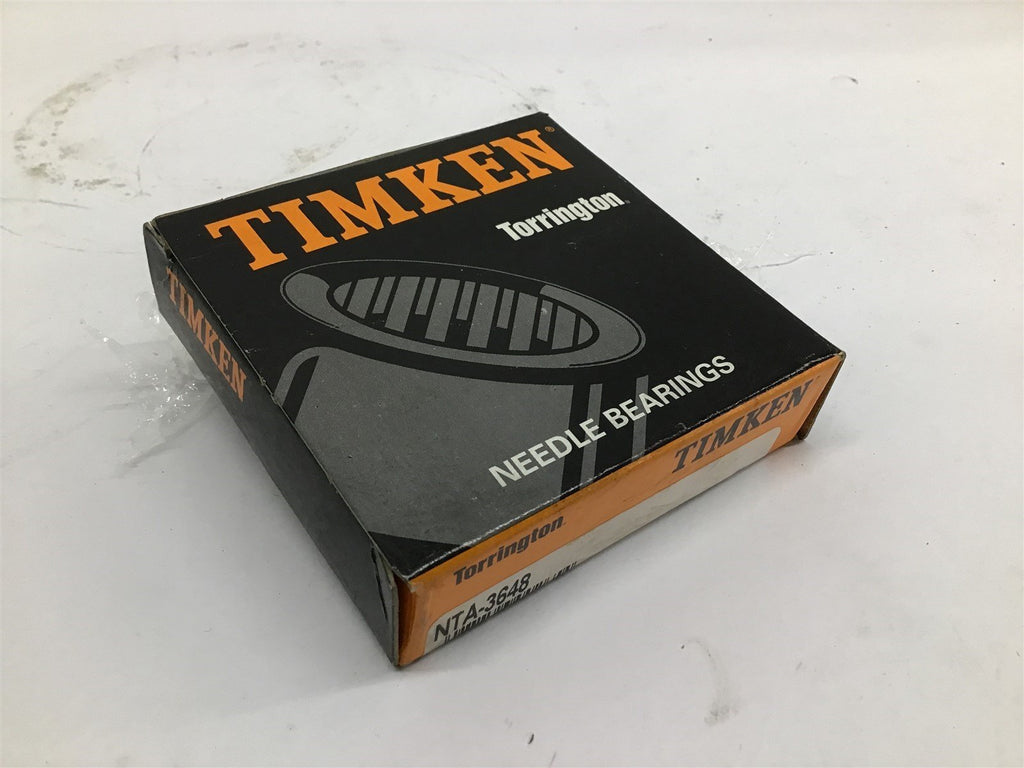 TIMKEN®
Torrington®
NEEDLE BEARINGS
TIMKEN
TIMKEN
Torrington
NTA-3648